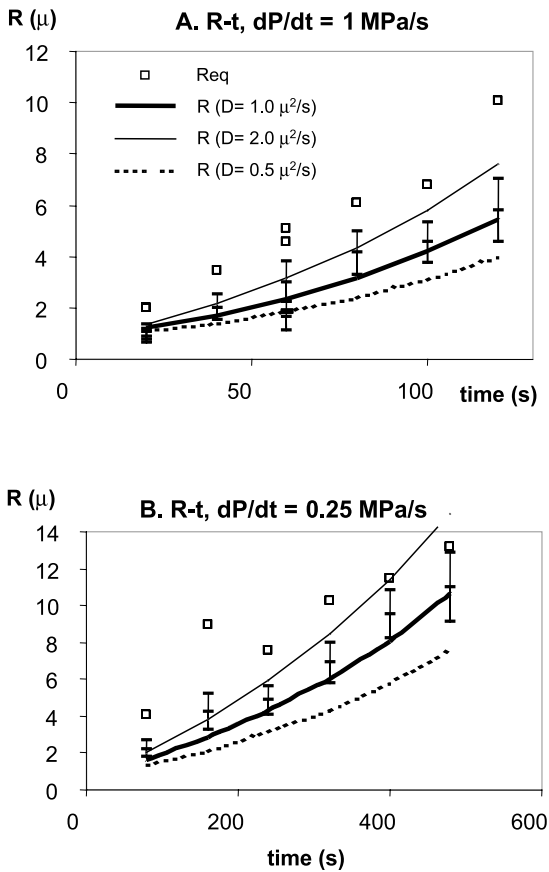 R (μ)
A. R-t, dP/dt = 1 MPa/s
12
10
8
6
4
2
0
Req
R (D= 1.0 μ²/s)
R (D= 2.0 μ²/s)
R (D= 0.5 μ²/s)
0
50
100
time (s)
R (μ)
B. R-t, dP/dt = 0.25 MPa/s
14
12
10
8
6
4
2
0
0
200
400
600
time (s)